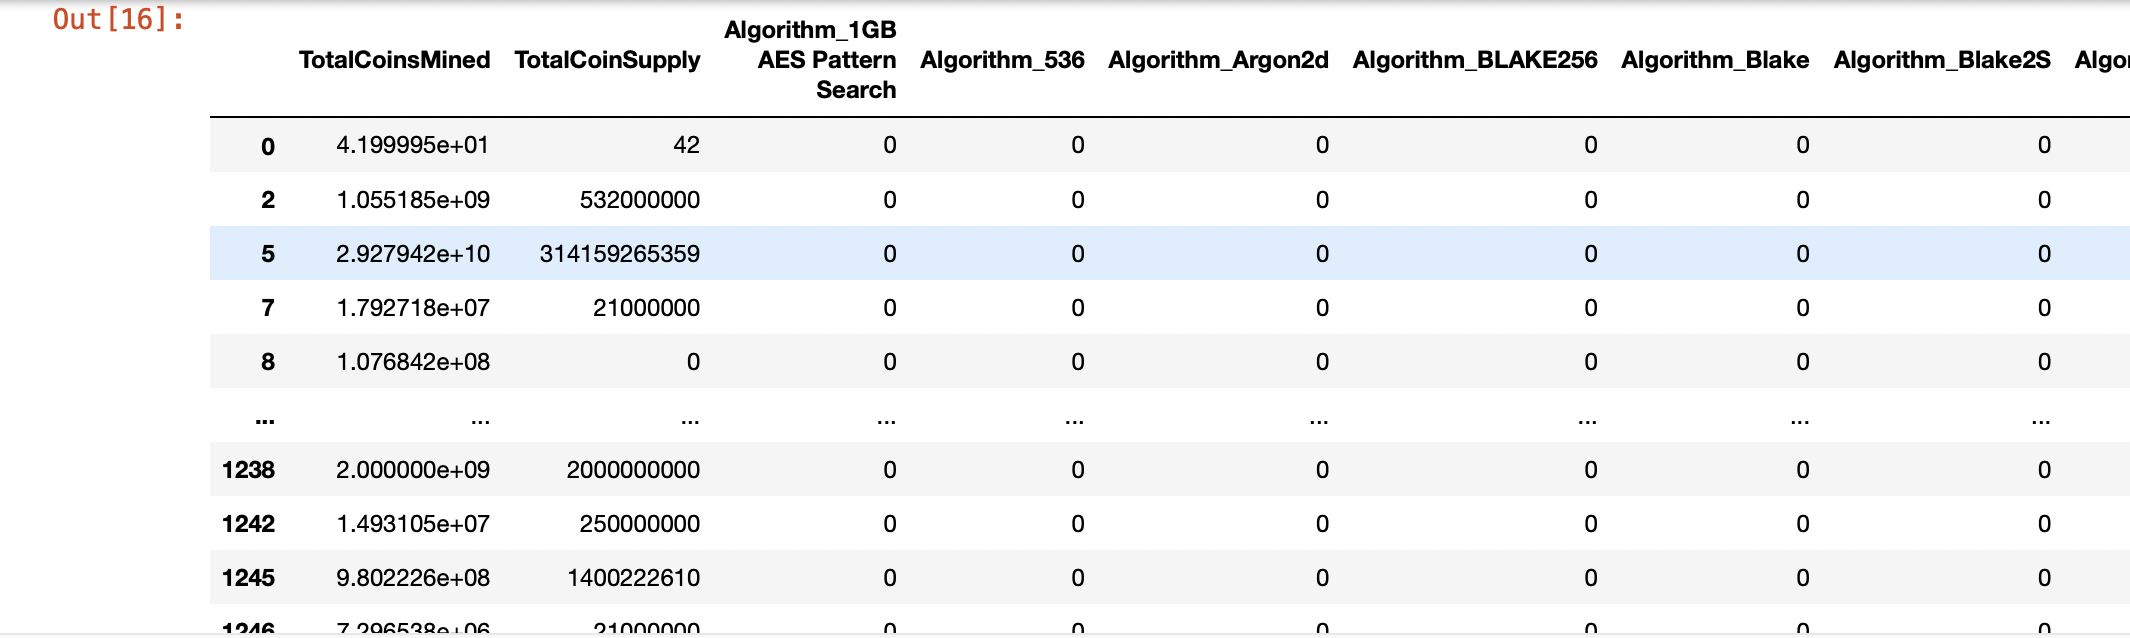 Out[16]:
Algorithm_1GB
TotalCoinsMined TotalCoinSupply AES Pattern Algorithm_536 Algorithm_Argon2d Algorithm_BLAKE256 Algorithm_Blake Algorithm_Blake2S Algo
Search
0 4.199995e+01 42 0 0 0 0 0 0
2 1.055185e+09 532000000 0 0 0 0 0 0
5 2.927942e+10 314159265359 0 0 0 0 0 0
7 1.792718e+07 21000000 0 0 0 0 0 0
8 1.076842e+08 0 0 0 0 0 0 0
... ... ... ... ... ... ... ... ...
1238 2.000000e+09 2000000000 0 0 0 0 0 0
1242 1.493105e+07 250000000 0 0 0 0 0 0
1245 9.802226e+08 1400222610 0 0 0 0 0 0
1246 7.296538e+06 21000000 0 0 0 0 0 0